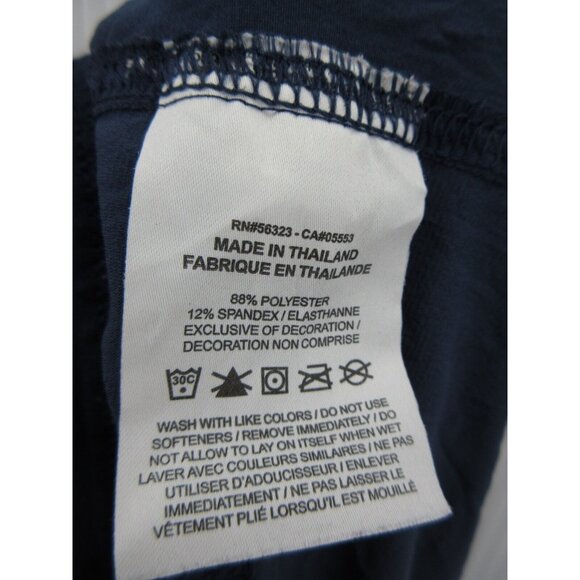 RN#56323 - CA#05553
MADE IN THAILAND
FABRIQUE EN THAILANDE
88% POLYESTER
12% SPANDEX / ELASTHANNE
EXCLUSIVE OF DECORATION /
DECORATION NON COMPRISE
30C
WASH WITH LIKE COLORS / DO NOT USE
SOFTENERS / REMOVE IMMEDIATELY / DO
NOT ALLOW TO LAY ON ITSELF WHEN WET
LAVER AVEC COULEURS SIMILAIRES / NE PAS
UTILISER D'ADOUCISSEUR / ENLEVER
IMMEDIATEMENT / NE PAS LAISSER LE
VÊTEMENT PLIÉ LORSQU'IL EST MOUILLÉ